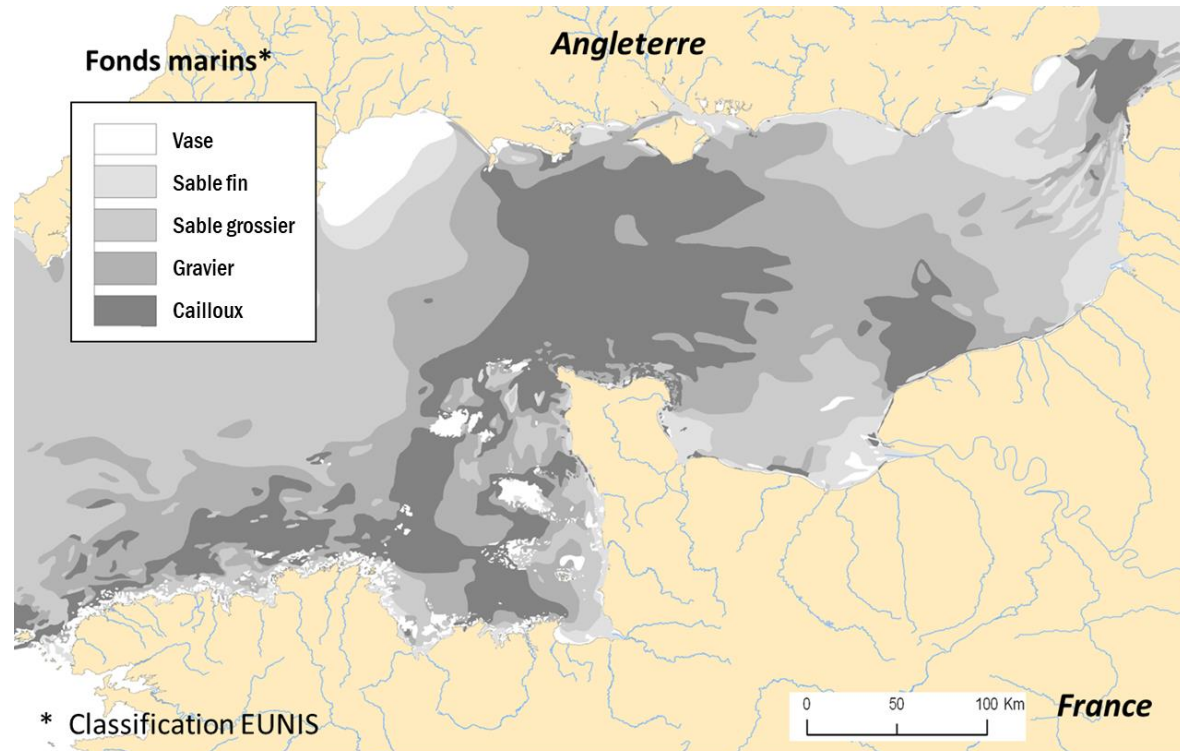 Angleterre
Fonds marins*
Vase
Sable fin
Sable grossier
Gravier
Cailloux
* Classification EUNIS
0 50 100 Km
France